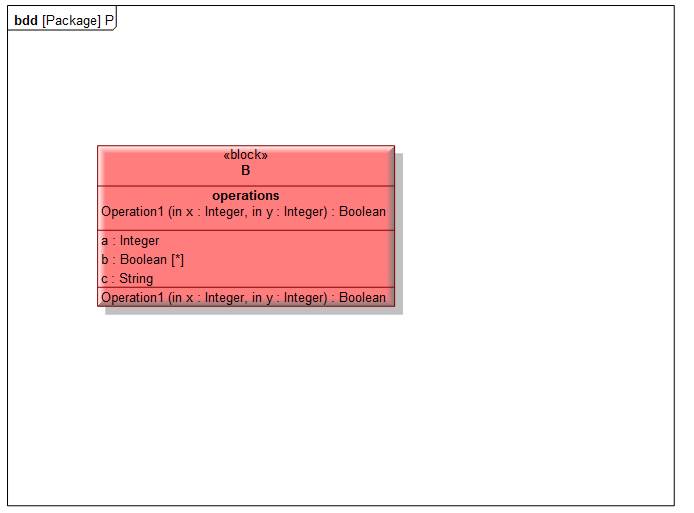 bdd [Package] P
«block»
B
operations
Operation1 (in x : Integer, in y : Integer) : Boolean
a : Integer
b : Boolean [*]
c : String
Operation1 (in x : Integer, in y : Integer) : Boolean